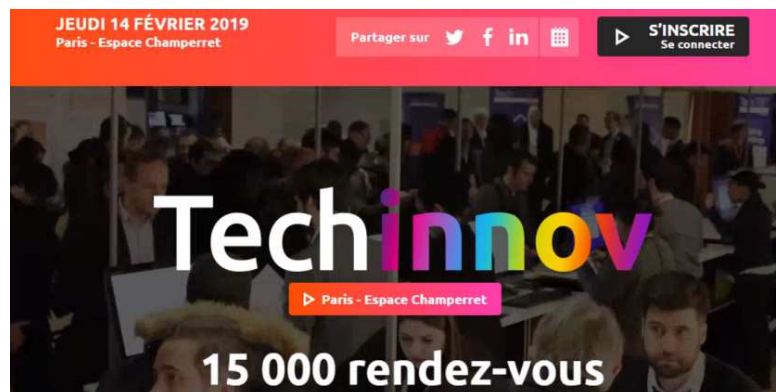 JEUDI 14 FÉVRIER 2019
Paris - Espace Champerret
Partager sur
S'INSCRIRE
Se connecter
Techinnov
Paris - Espace Champerret
15 000 rendez-vous